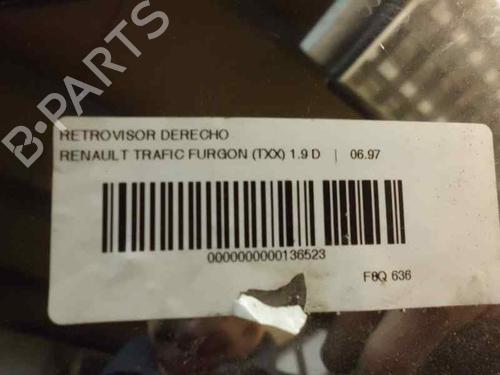 B-PARTS
RETROVISOR DERECHO
RENAULT TRAFIC FURGON (TXX) 1.9 D | 06.97
0000000000136523
F8Q 636